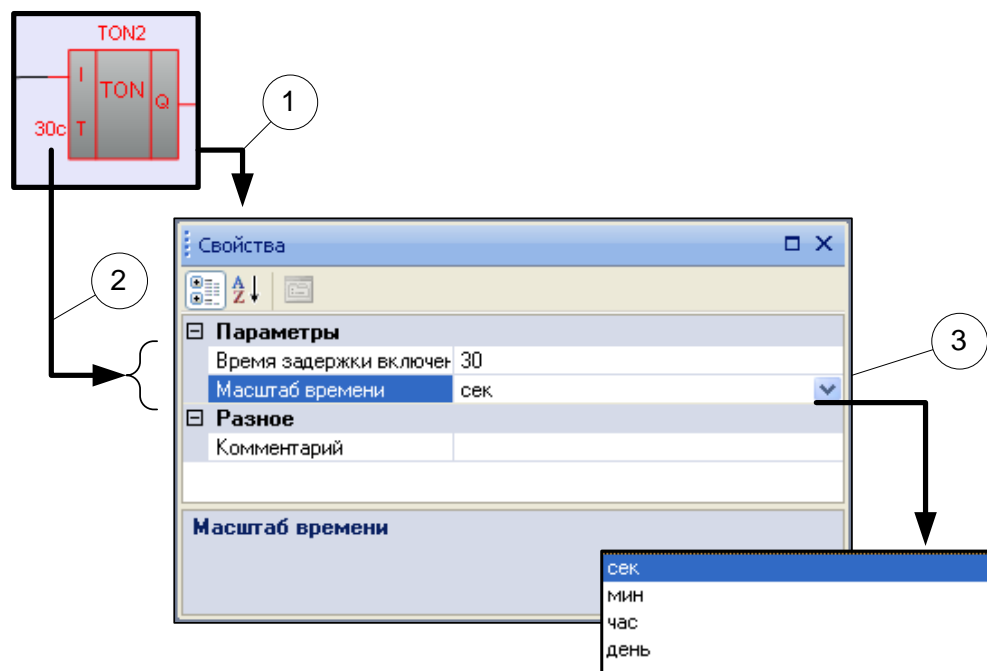 TON2
I
TON
Q
30с
T
1
Свойства
2
A
Z
Параметры
Время задержки включен
30
3
Масштаб времени
сек
Разное
Комментарий
Масштаб времени
сек
мин
час
день